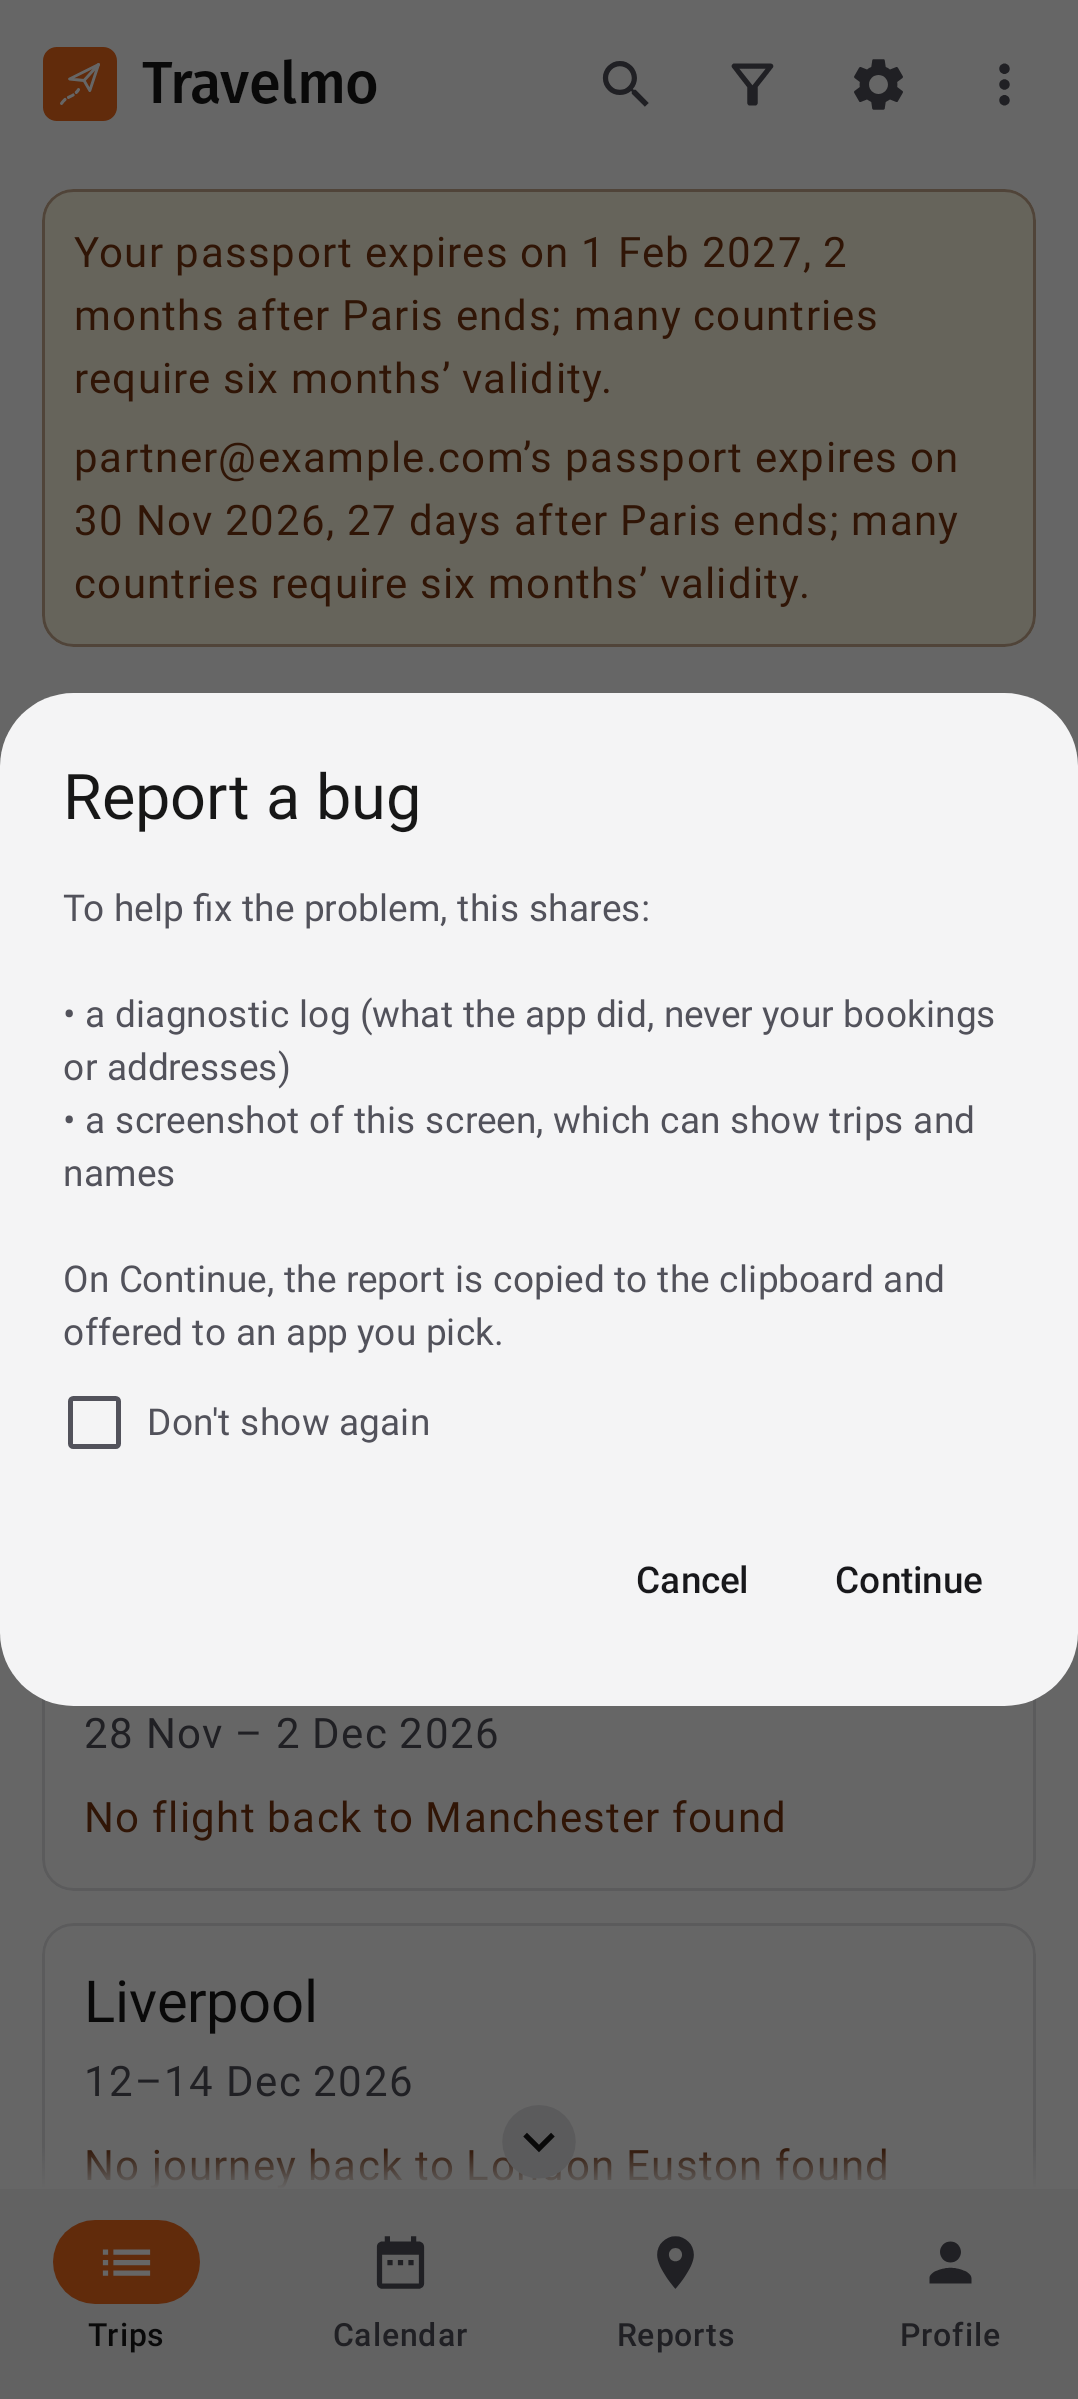 Travelmo
Your passport expires on 1 Feb 2027, 2
months after Paris ends; many countries
require six months’ validity.
partner@example.com’s passport expires on
30 Nov 2026, 27 days after Paris ends; many
countries require six months’ validity.
Report a bug
To help fix the problem, this shares:
• a diagnostic log (what the app did, never your bookings
or addresses)
• a screenshot of this screen, which can show trips and
names
On Continue, the report is copied to the clipboard and
offered to an app you pick.
Don't show again
Cancel Continue
28 Nov – 2 Dec 2026
No flight back to Manchester found
Liverpool
12–14 Dec 2026
No journey back to London Euston found
Trips Calendar Reports Profile